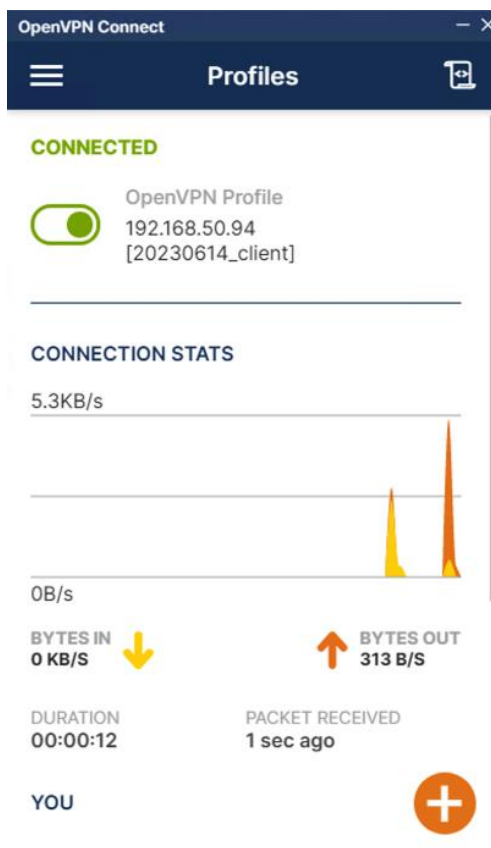 OpenVPN Connect
Profiles
CONNECTED
OpenVPN Profile
192.168.50.94
[20230614_client]
CONNECTION STATS
5.3KB/s
0B/s
BYTES IN
0 KB/S
BYTES OUT
313 B/S
DURATION
00:00:12
PACKET RECEIVED
1 sec ago
YOU